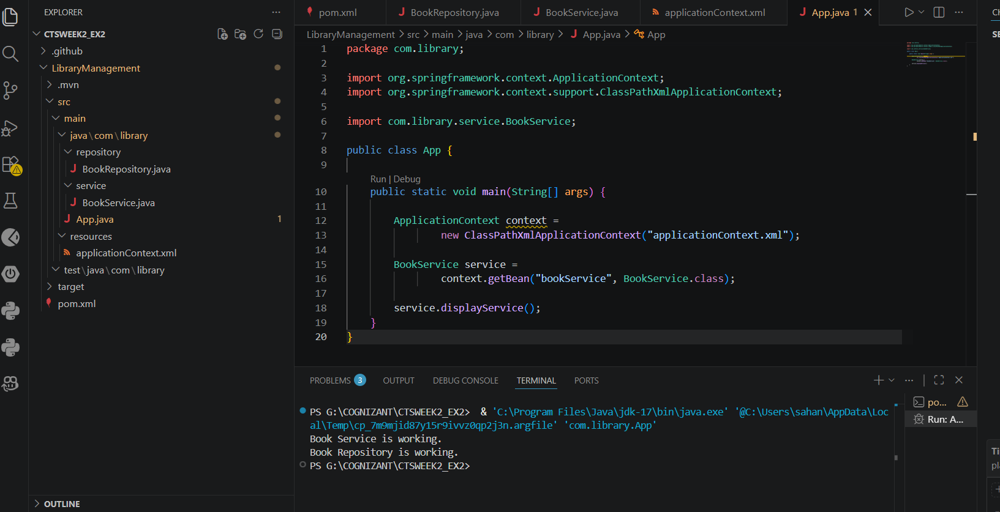 EXPLORER
CTSWEEK2_EX2
.github
LibraryManagement
.mvn
src
main
java\com\library
repository
BookRepository.java
service
BookService.java
App.java 1
resources
applicationContext.xml
test\java\com\library
target
pom.xml
OUTLINE
pom.xml BookRepository.java BookService.java applicationContext.xml App.java 1
LibraryManagement > src > main > java > com > library > App.java > App
1 package com.library;
2
3 import org.springframework.context.ApplicationContext;
4 import org.springframework.context.support.ClassPathXmlApplicationContext;
5
6 import com.library.service.BookService;
7
8 public class App {
9
Run | Debug
10 public static void main(String[] args) {
11
12 ApplicationContext context =
13 new ClassPathXmlApplicationContext("applicationContext.xml");
14
15 BookService service =
16 context.getBean("bookService", BookService.class);
17
18 service.displayService();
19 }
20 }
PROBLEMS 3 OUTPUT DEBUG CONSOLE TERMINAL PORTS
PS G:\COGNIZANT\CTSWEEK2_EX2> & 'C:\Program Files\Java\jdk-17\bin\java.exe' '@C:\Users\sahan\AppData\Loc
al\Temp\cp_7m9mjid87y15r9ivvz0qp2j3n.argfile' 'com.library.App'
Book Service is working.
Book Repository is working.
PS G:\COGNIZANT\CTSWEEK2_EX2>
po...
Run: A...